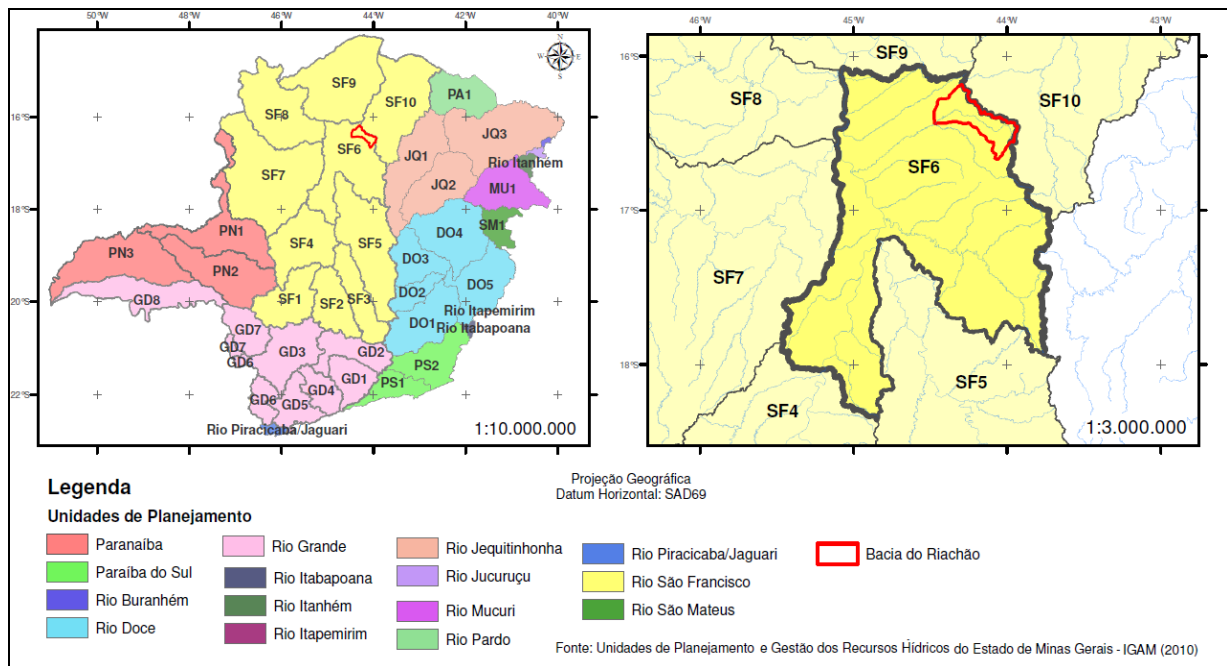 50°W 48°W 46°W 44°W 42°W 40°W
N
W E
S
16°S
18°S
20°S
22°S
SF9
SF10
PA1
SF8
SF6
JQ3
JQ1
Rio Itanhém
SF7
JQ2
MU1
PN1
SM1
PN3
SF4
SF5
DO4
PN2
DO3
GD8
SF1
SF2
SF3
DO2
DO5
Rio Itapemirim
DO1
Rio Itabapoana
GD7
GD7
GD3
GD2
GD6
PS2
GD1
GD4
PS1
GD6
GD5
Rio Piracicaba/Jaguari
1:10.000.000
46°W 45°W 44°W 43°W
16°S
17°S
18°S
SF9
SF8
SF10
SF6
SF7
SF5
SF4
1:3.000.000
Projeção Geográfica
Datum Horizontal: SAD69
Legenda
Unidades de Planejamento
Paranaíba
Paraíba do Sul
Rio Buranhém
Rio Doce
Rio Grande
Rio Itabapoana
Rio Itanhém
Rio Itapemirim
Rio Jequitinhonha
Rio Jucuruçu
Rio Mucuri
Rio Pardo
Rio Piracicaba/Jaguari
Rio São Francisco
Rio São Mateus
Bacia do Riachão
Fonte: Unidades de Planejamento e Gestão dos Recursos Hídricos do Estado de Minas Gerais - IGAM (2010)